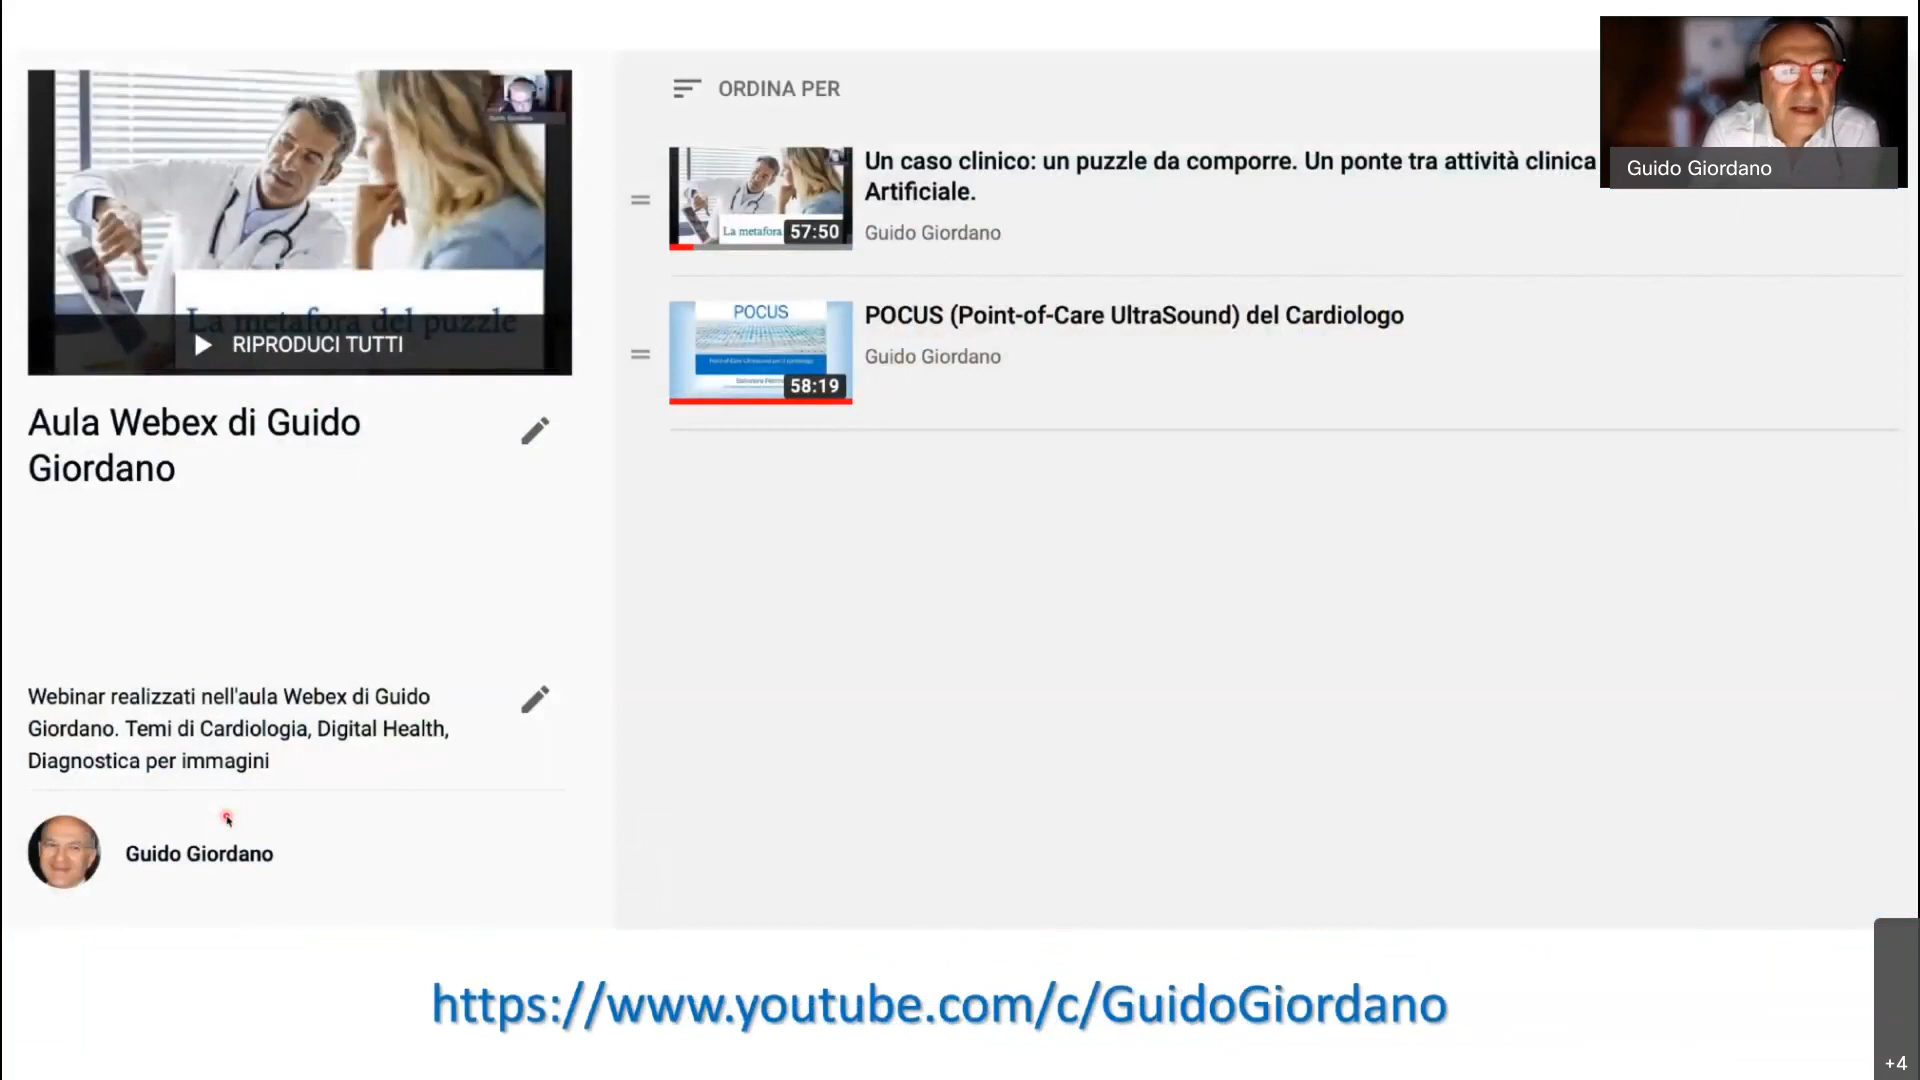 La metafora del puzzle
RIPRODUCI TUTTI
Aula Webex di Guido
Giordano
Webinar realizzati nell'aula Webex di Guido
Giordano. Temi di Cardiologia, Digital Health,
Diagnostica per immagini
Guido Giordano
ORDINA PER
La metafora
57:50
Un caso clinico: un puzzle da comporre. Un ponte tra attività clinica
Artificiale.
Guido Giordano
POCUS
58:19
POCUS (Point-of-Care UltraSound) del Cardiologo
Guido Giordano
Guido Giordano
https://www.youtube.com/c/GuidoGiordano
+4